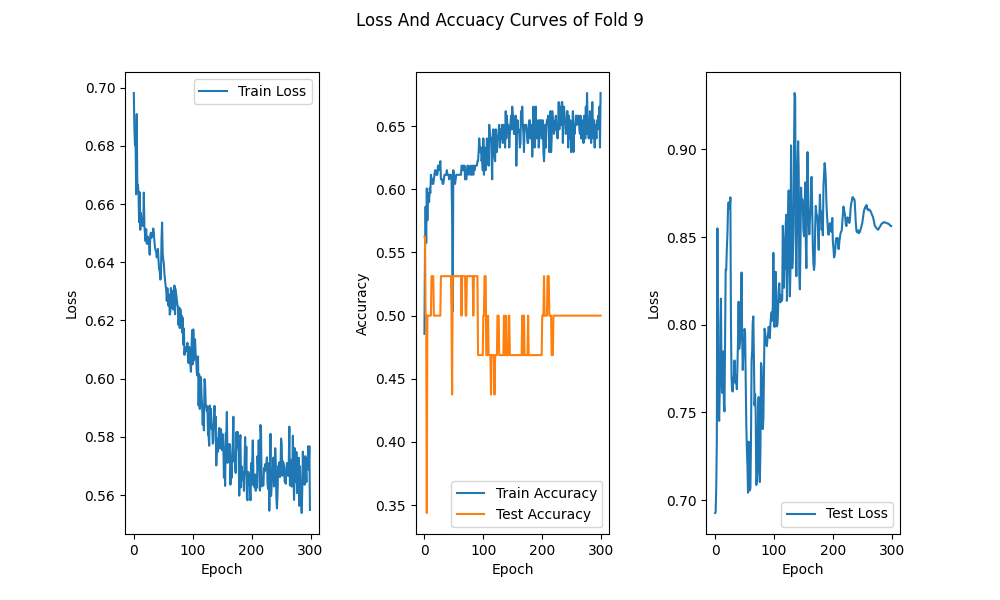 Loss And Accuacy Curves of Fold 9
Loss
0.70
0.68
0.66
0.64
0.62
0.60
0.58
0.56
Train Loss
0 100 200 300
Epoch
Accuracy
0.65
0.60
0.55
0.50
0.45
0.40
0.35
Train Accuracy
Test Accuracy
0 100 200 300
Epoch
Loss
0.90
0.85
0.80
0.75
0.70
Test Loss
0 100 200 300
Epoch